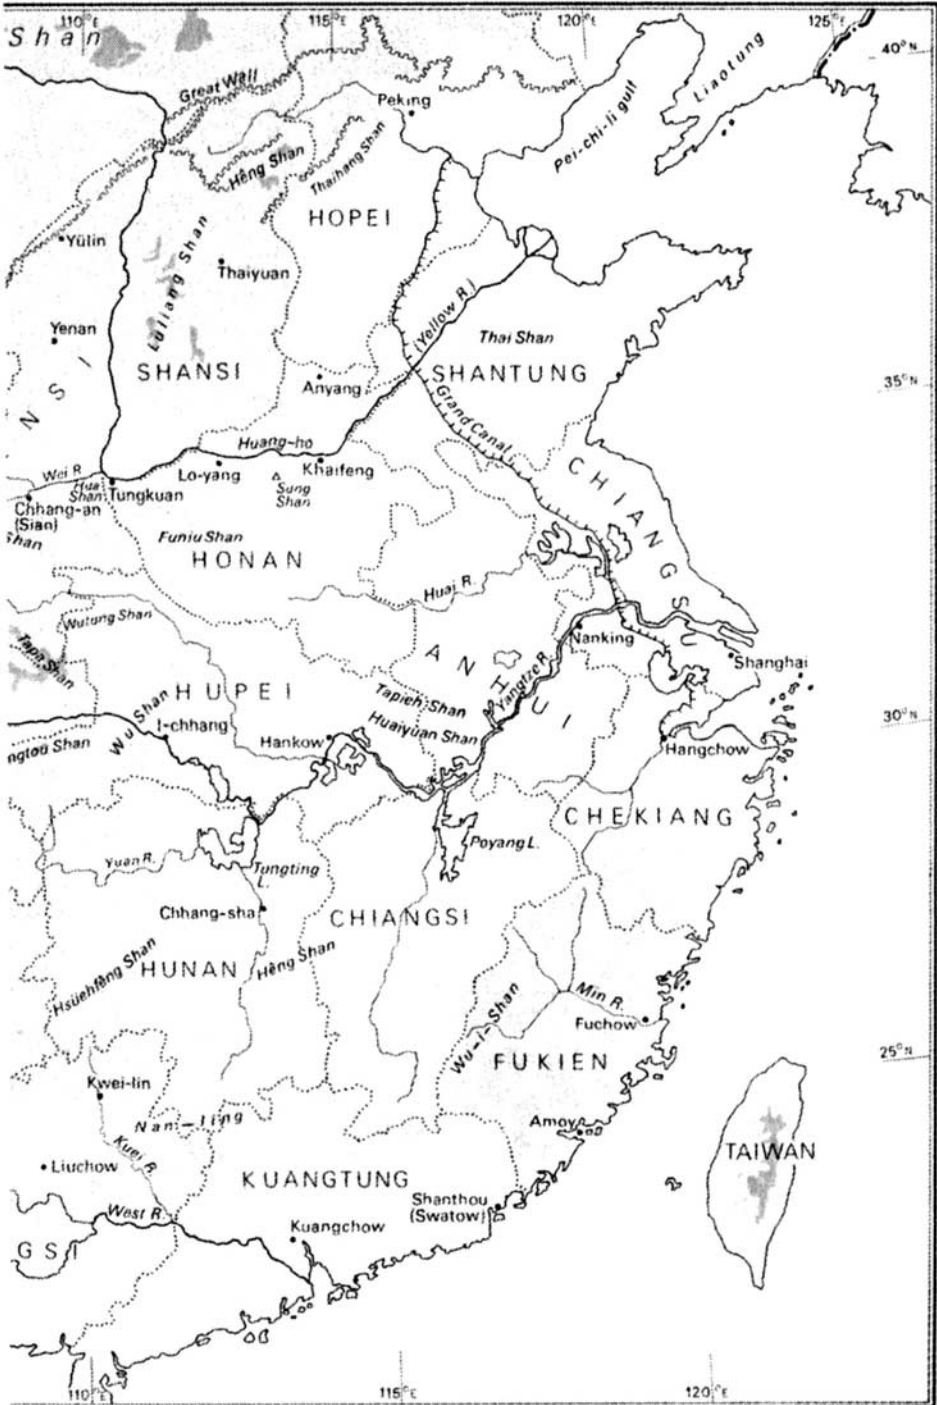 110°E
115°E
120°E
125°E
Shan
40°N
Great Wall
Peking
Pei-chi-li gulf
Liaotung
Hêng Shan
Thaihang Shan
HOPEI
Yülin
Lüliang Shan
Thaiyuan
(Yellow R.)
Yenan
Thai Shan
SHANSI
Anyang
SHANTUNG
35°N
NSI
Grand Canal
Huang-ho
Wei R.
Lo-yang
Khaifeng
Hua
Shan
Tungkuan
Sung
Shan
CHIANGSU
Chhang-an
(Sian)
Shan
Funiu Shan
HONAN
Huai R.
Wutung Shan
Nanking
Tapa Shan
ANHUI
Shanghai
HUPEI
Tapieh Shan
Yangtze R.
Wu Shan
I-chhang
Huaiyuan Shan
30°N
ngtou Shan
Hankow
Hangchow
CHEKIANG
Yuan R.
Tungting
L.
Poyang L.
Chhang-sha
CHIANGSI
Hsüehfêng Shan
HUNAN
Hêng Shan
Min R.
Wu-i-Shan
Fuchow
25°N
FUKIEN
Kwei-lin
Nan-ling
Amoy
Kuei R.
Liuchow
TAIWAN
KUANGTUNG
Shanthou
(Swatow)
West R.
Kuangchow
GSI
110°E
115°E
120°E